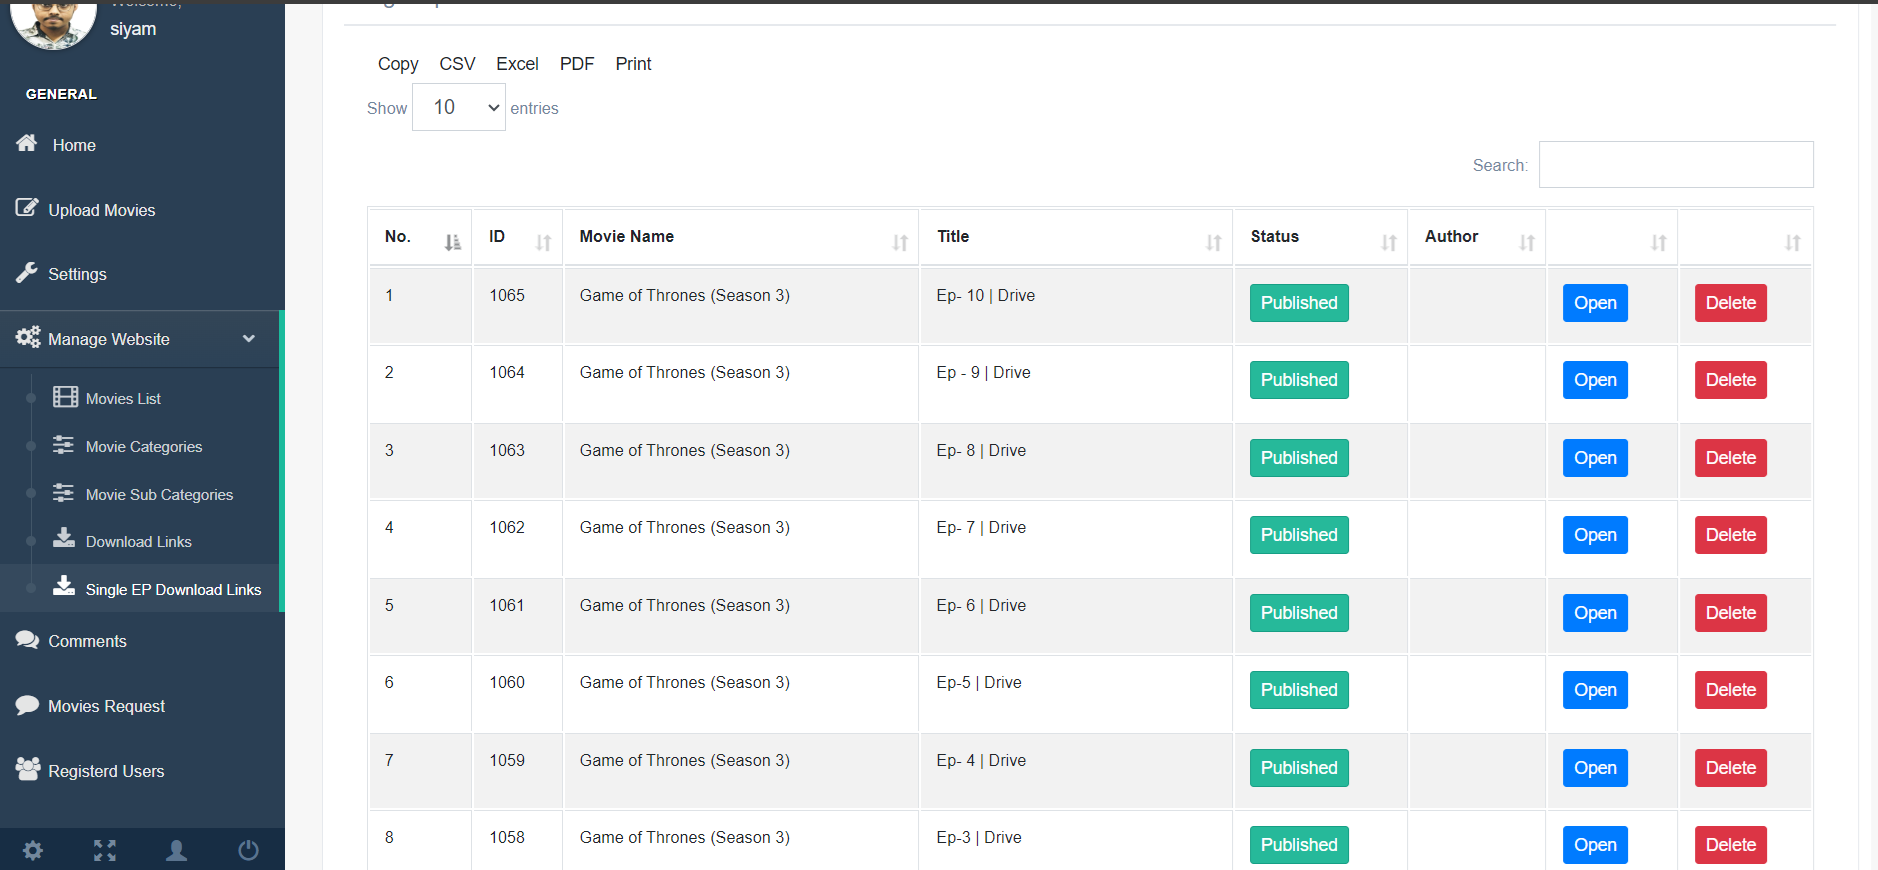 Welcome,
siyam
GENERAL
Home
Upload Movies
Settings
Manage Website
Movies List
Movie Categories
Movie Sub Categories
Download Links
Single EP Download Links
Comments
Movies Request
Registerd Users
Copy CSV Excel PDF Print
Show 10 entries
Search:
No. ID Movie Name Title Status Author
1 1065 Game of Thrones (Season 3) Ep- 10 | Drive Published Open Delete
2 1064 Game of Thrones (Season 3) Ep - 9 | Drive Published Open Delete
3 1063 Game of Thrones (Season 3) Ep- 8 | Drive Published Open Delete
4 1062 Game of Thrones (Season 3) Ep- 7 | Drive Published Open Delete
5 1061 Game of Thrones (Season 3) Ep- 6 | Drive Published Open Delete
6 1060 Game of Thrones (Season 3) Ep-5 | Drive Published Open Delete
7 1059 Game of Thrones (Season 3) Ep- 4 | Drive Published Open Delete
8 1058 Game of Thrones (Season 3) Ep-3 | Drive Published Open Delete